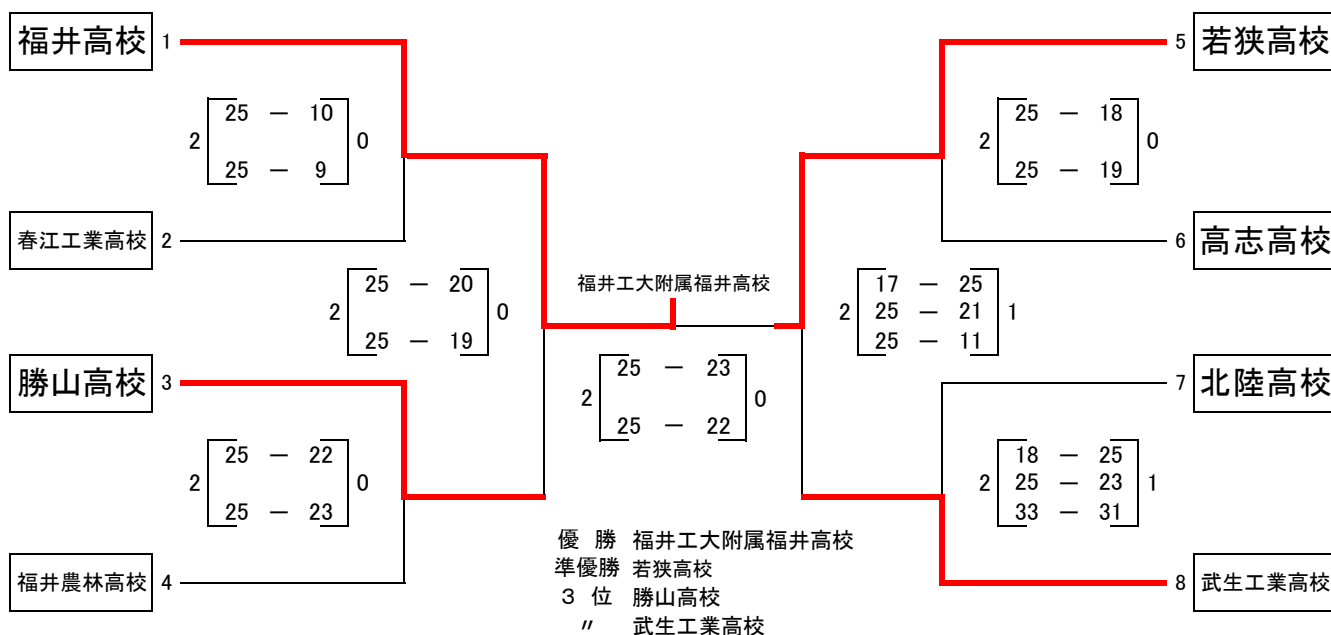 福井高校 1
5 若狭高校
25 － 10
2 0
25 － 9
25 － 18
2 0
25 － 19
春江工業高校 2
6 高志高校
25 － 20
2 0
25 － 19
福井工大附属福井高校
17 － 25
2 25 － 21 1
25 － 11
勝山高校 3
7 北陸高校
25 － 23
2 0
25 － 22
25 － 22
2 0
25 － 23
18 － 25
2 25 － 23 1
33 － 31
福井農林高校 4
8 武生工業高校
優 勝 福井工大附属福井高校
準優勝 若狭高校
３ 位 勝山高校
〃 武生工業高校